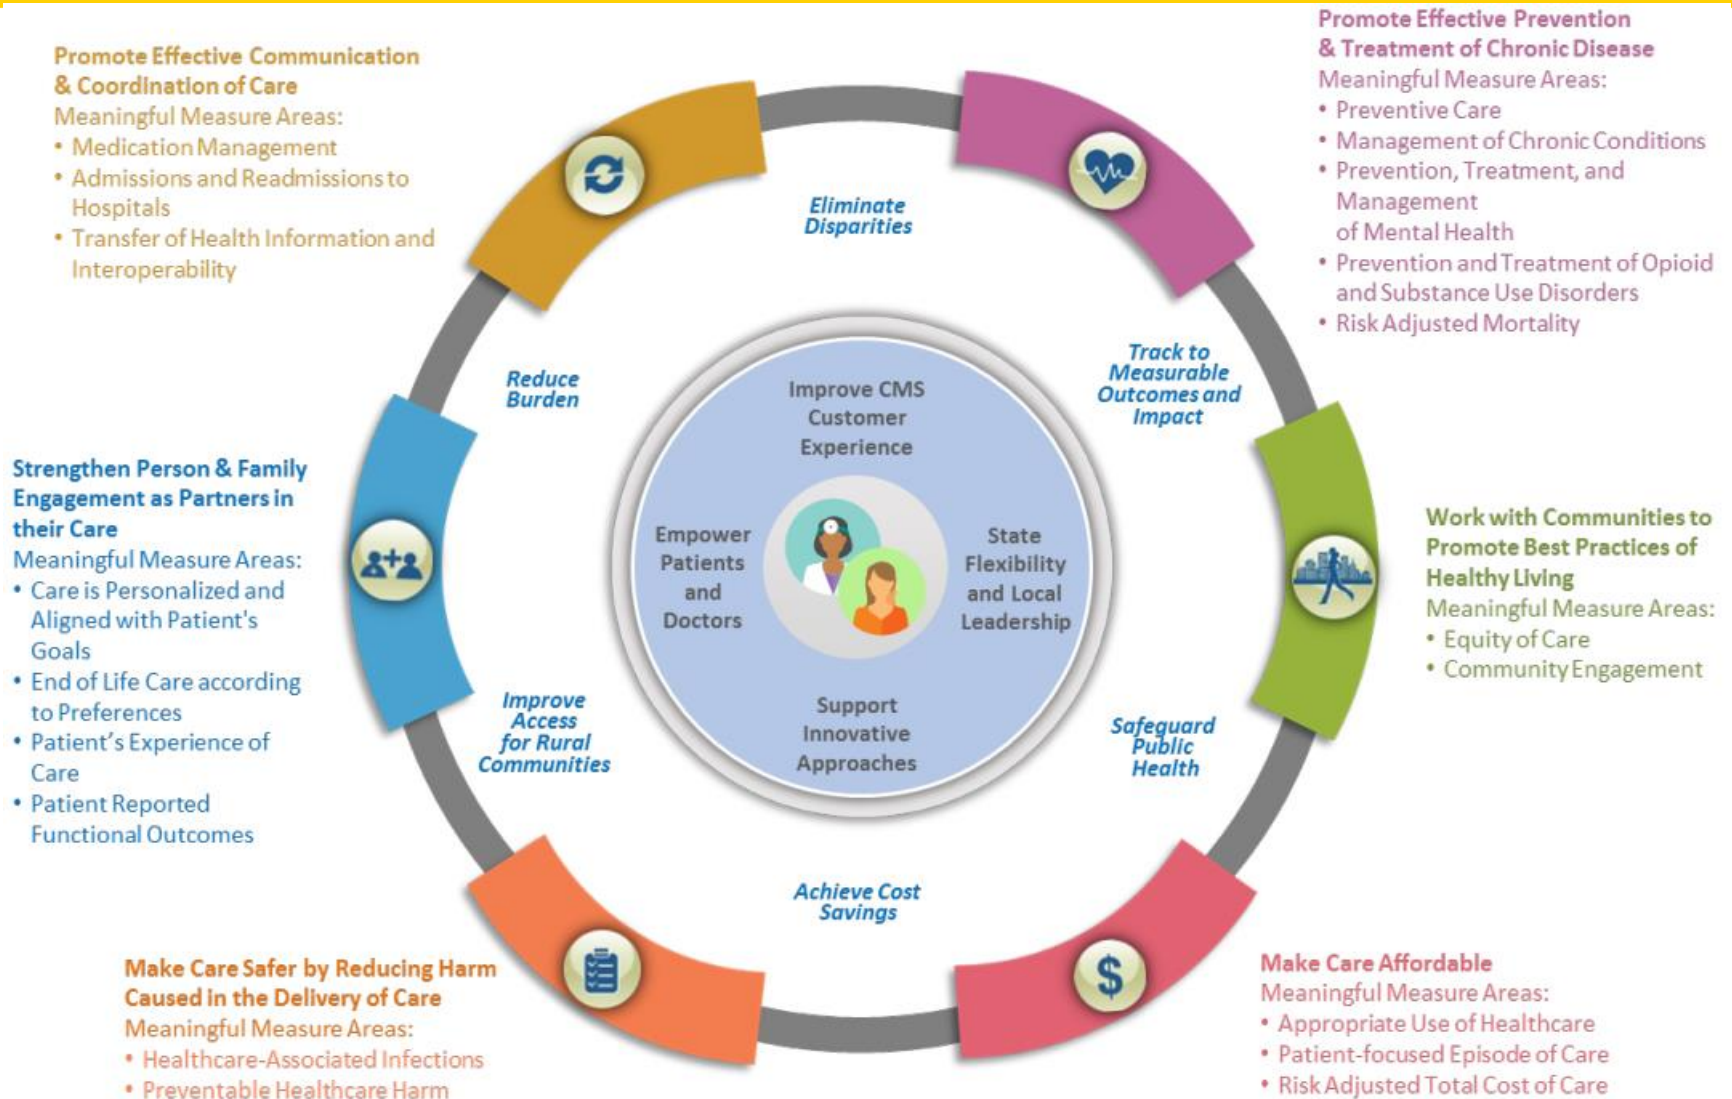 Promote Effective Communication
& Coordination of Care
Meaningful Measure Areas:
• Medication Management
• Admissions and Readmissions to
Hospitals
• Transfer of Health Information and
Interoperability
Promote Effective Prevention
& Treatment of Chronic Disease
Meaningful Measure Areas:
• Preventive Care
• Management of Chronic Conditions
• Prevention, Treatment, and
Management
of Mental Health
• Prevention and Treatment of Opioid
and Substance Use Disorders
• Risk Adjusted Mortality
Eliminate
Disparities
Reduce
Burden
Track to
Measurable
Outcomes and
Impact
Improve CMS
Customer
Experience
Empower
Patients
and
Doctors
State
Flexibility
and Local
Leadership
Support
Innovative
Approaches
Improve
Access
for Rural
Communities
Safeguard
Public
Health
Achieve Cost
Savings
Strengthen Person & Family
Engagement as Partners in
their Care
Meaningful Measure Areas:
• Care is Personalized and
Aligned with Patient's
Goals
• End of Life Care according
to Preferences
• Patient’s Experience of
Care
• Patient Reported
Functional Outcomes
Work with Communities to
Promote Best Practices of
Healthy Living
Meaningful Measure Areas:
• Equity of Care
• Community Engagement
Make Care Safer by Reducing Harm
Caused in the Delivery of Care
Meaningful Measure Areas:
• Healthcare-Associated Infections
• Preventable Healthcare Harm
$
Make Care Affordable
Meaningful Measure Areas:
• Appropriate Use of Healthcare
• Patient-focused Episode of Care
• Risk Adjusted Total Cost of Care